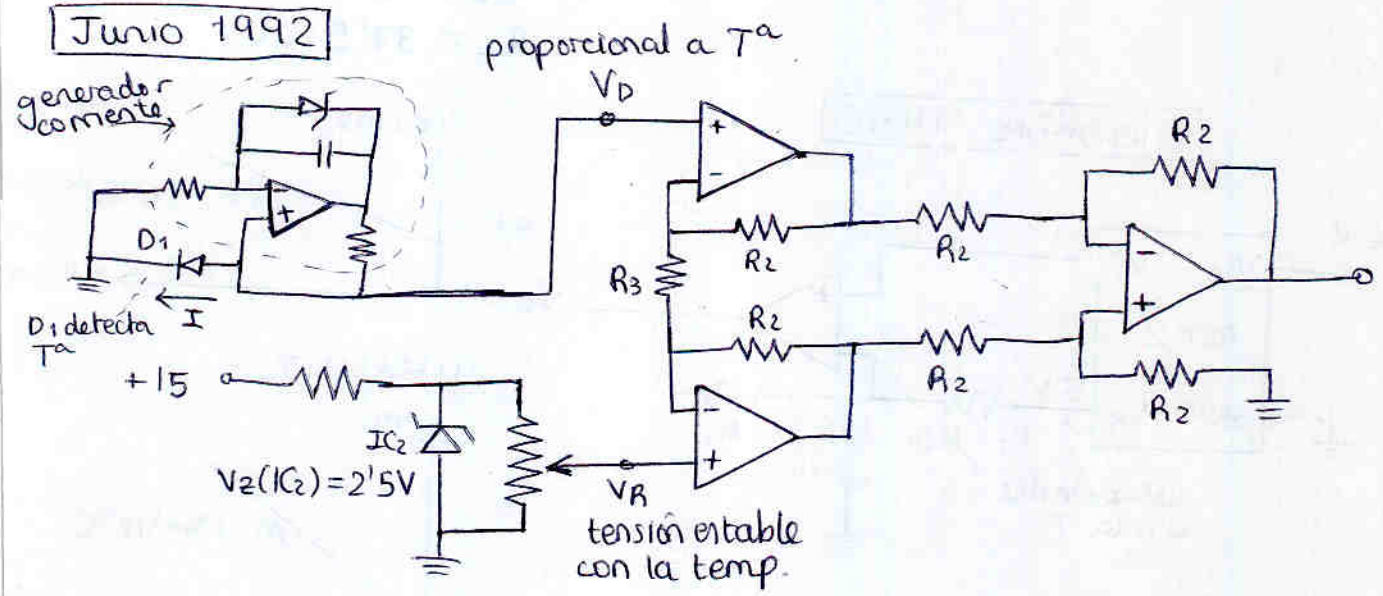 Junio 1992
proporcional a Tª
generador
corriente
VD
D1
I
D1 detecta
Tª
+15
IC2
Vz(IC2)=2'5V
VR
tensión estable
con la temp.
+
-
-
+
R2
R3
R2
-
+
R2
R2
R2
-
+
R2
-
+
R2